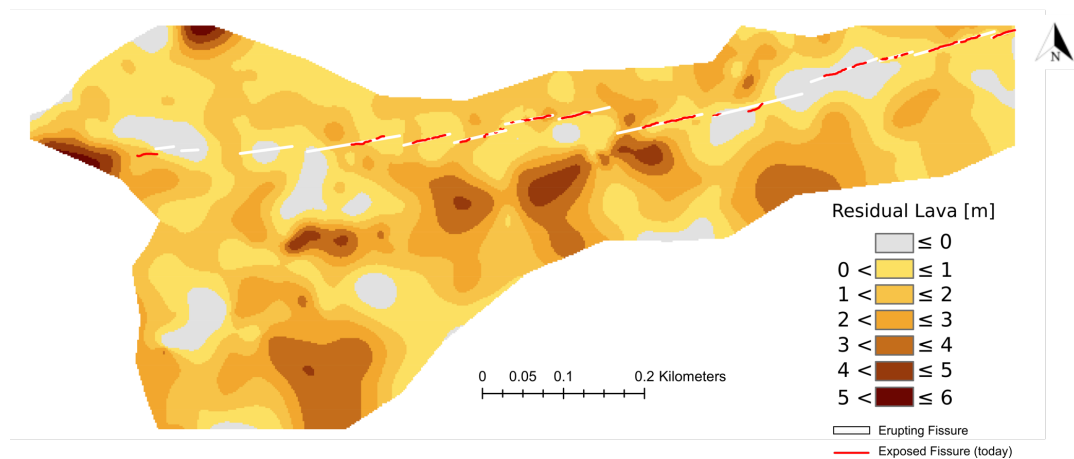 N
Residual Lava [m]
≤ 0
0 < ≤ 1
1 < ≤ 2
2 < ≤ 3
3 < ≤ 4
4 < ≤ 5
5 < ≤ 6
0 0.05 0.1 0.2 Kilometers
Erupting Fissure
Exposed Fissure (today)